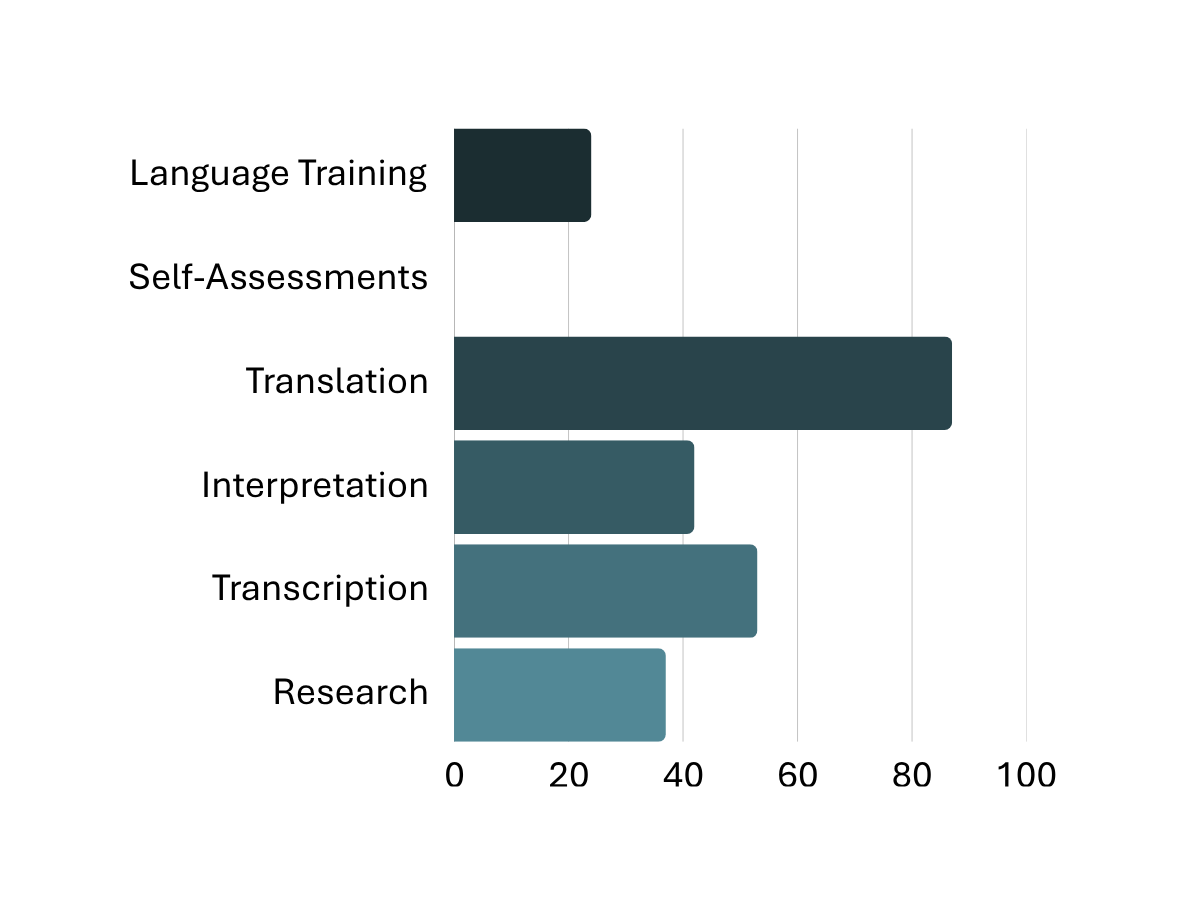 Language Training
Self-Assessments
Translation
Interpretation
Transcription
Research
0 20 40 60 80 100